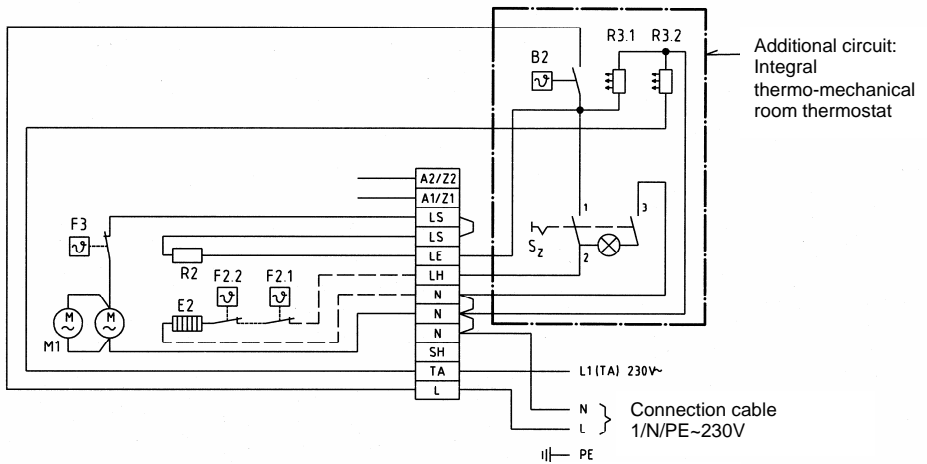 R3.1 R3.2
B2
Additional circuit:
Integral
thermo-mechanical
room thermostat
ϑ
A2/Z2
A1/Z1
LS
LS
LE
LH
N
N
N
SH
TA
L
1
3
S_z
2
F3
ϑ
R2
F2.2 F2.1
ϑ ϑ
E2
M
~
M
~
M1
L1 (TA) 230V~
N
L
Connection cable
1/N/PE~230V
PE